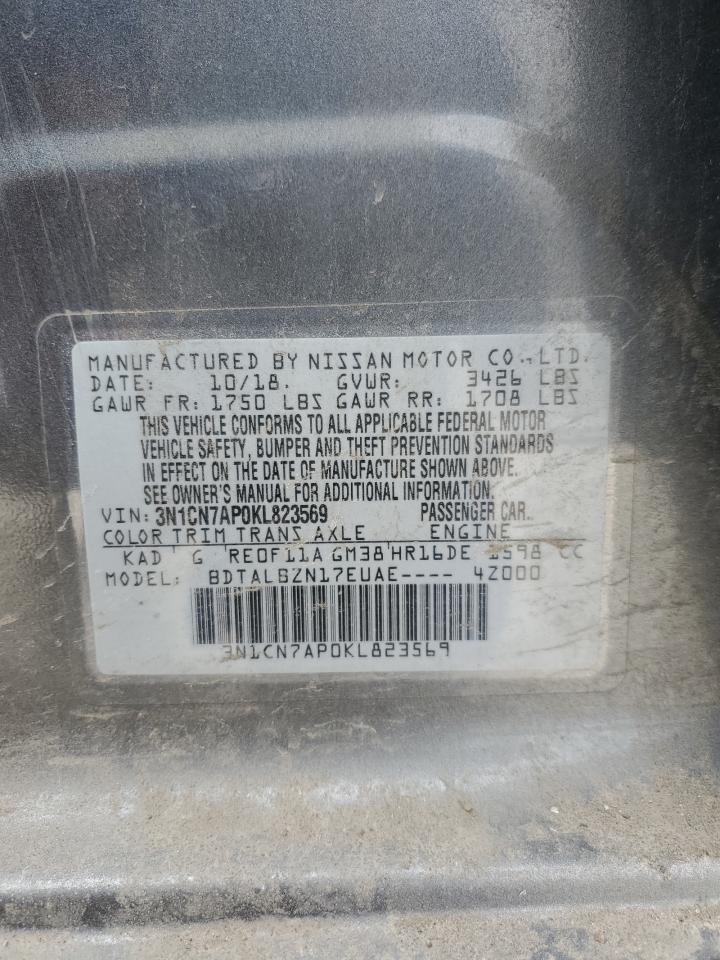 MANUFACTURED BY NISSAN MOTOR CO., LTD.
DATE: 10/18. GVWR: 3426 LBS
GAWR FR: 1750 LBS GAWR RR: 1708 LBS
THIS VEHICLE CONFORMS TO ALL APPLICABLE FEDERAL MOTOR
VEHICLE SAFETY, BUMPER AND THEFT PREVENTION STANDARDS
IN EFFECT ON THE DATE OF MANUFACTURE SHOWN ABOVE.
SEE OWNER'S MANUAL FOR ADDITIONAL INFORMATION.
VIN: 3N1CN7AP0KL823569 PASSENGER CAR.
COLOR TRIM TRANS AXLE ENGINE
KAD G RE0F11A GM38 HR16DE 1598 CC
MODEL: BDTALBZN17EUAE---- 4Z000
3N1CN7AP0KL823569